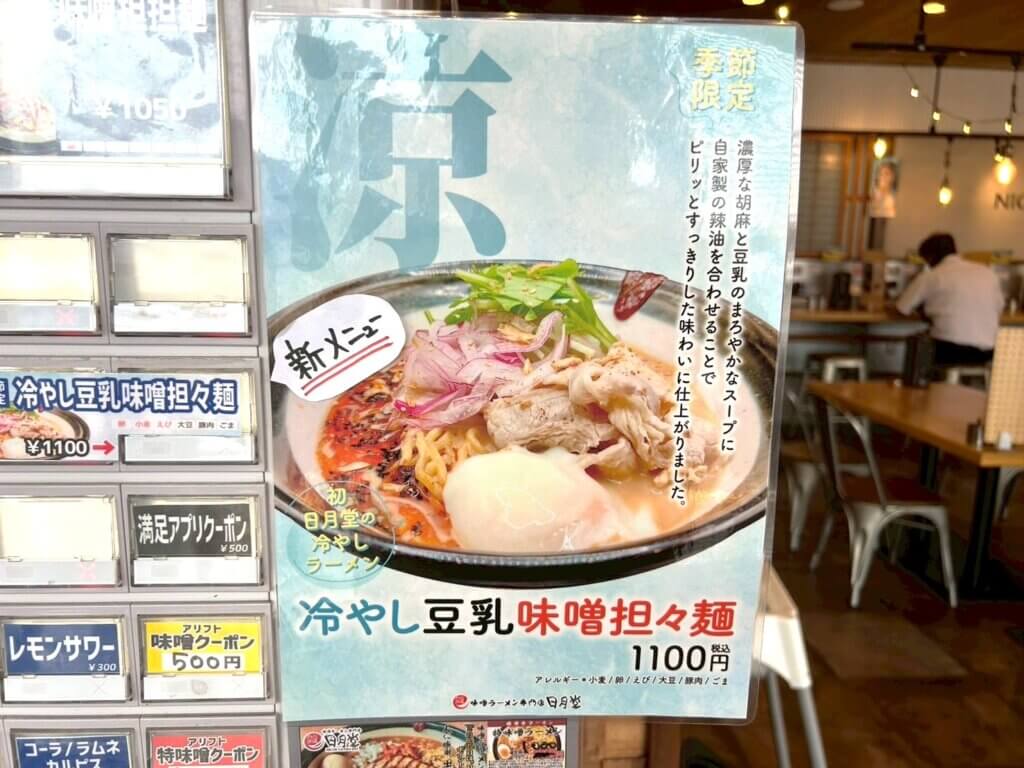 ¥1050
冷やし豆乳味噌担々麺
卵 小麦 えび 大豆 豚肉 ごま
¥1,100→
満足アプリクーポン
¥500
レモンサワー
¥300
アリフト
味噌クーポン
500円
コーラ/ラムネ
カルピス
アリフト
特味噌クーポン
涼
季節
限定
濃厚な胡麻と豆乳のまろやかなスープに
自家製の辣油を合わせることで
ピリッとすっきりした味わいに仕上がりました。
新メニュー
初
日月堂の
冷やし
ラーメン
冷やし豆乳味噌担々麺
1100円
税込
アレルギー●小麦/卵/えび/大豆/豚肉/ごま
味噌ラーメン専門店 日月堂
NIC